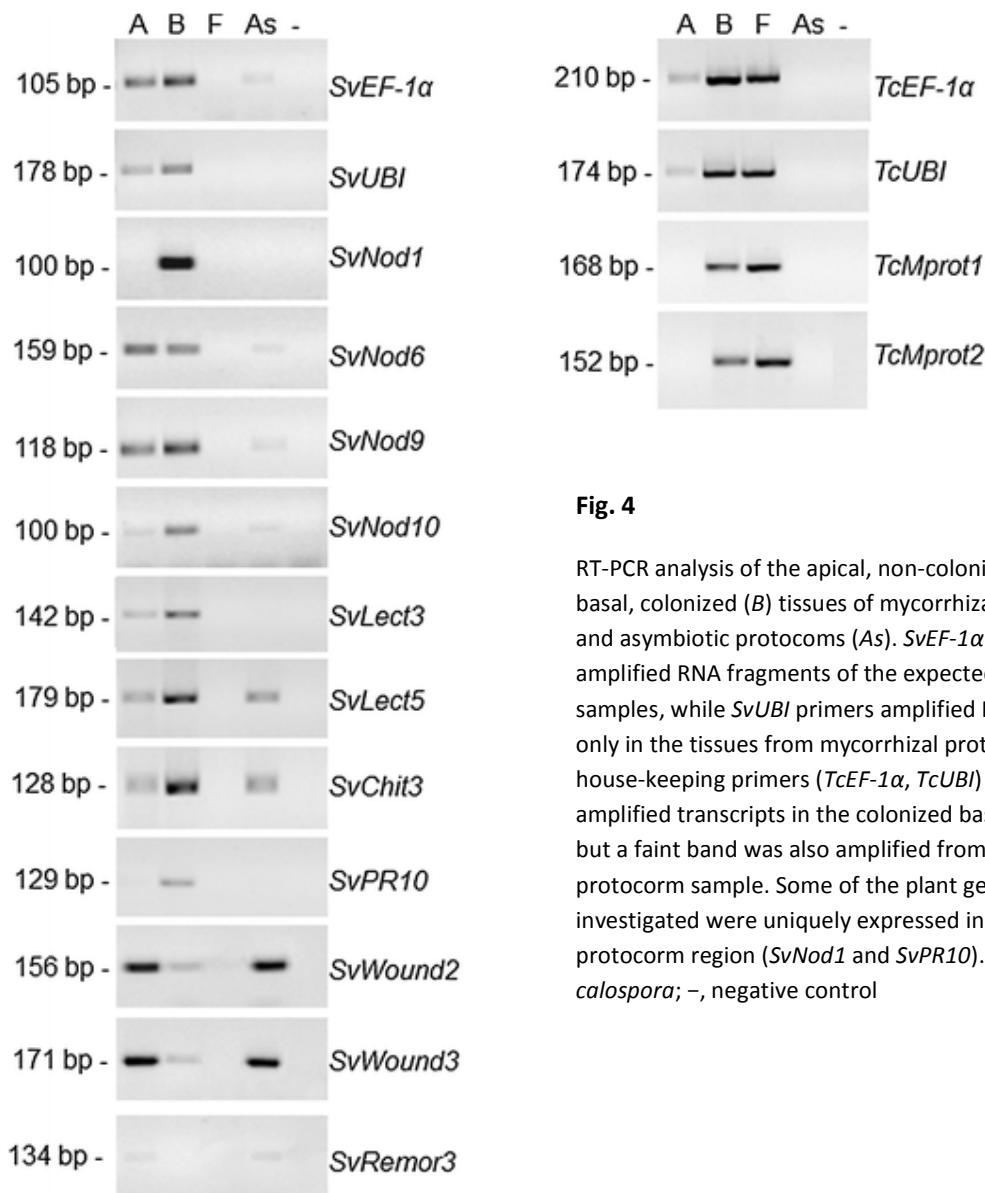 A B F As -
105 bp - SvEF-1α
178 bp - SvUBI
100 bp - SvNod1
159 bp - SvNod6
118 bp - SvNod9
100 bp - SvNod10
142 bp - SvLect3
179 bp - SvLect5
128 bp - SvChit3
129 bp - SvPR10
156 bp - SvWound2
171 bp - SvWound3
134 bp - SvRemor3
A B F As -
210 bp - TcEF-1α
174 bp - TcUBI
168 bp - TcMprot1
152 bp - TcMprot2
Fig. 4
RT-PCR analysis of the apical, non-coloni
basal, colonized (B) tissues of mycorrhiza
and asymbiotic protocoms (As). SvEF-1α
amplified RNA fragments of the expected
samples, while SvUBI primers amplified
only in the tissues from mycorrhizal prot
house-keeping primers (TcEF-1α, TcUBI)
amplified transcripts in the colonized bas
but a faint band was also amplified from
protocorm sample. Some of the plant ge
investigated were uniquely expressed in
protocorm region (SvNod1 and SvPR10).
calospora; −, negative control